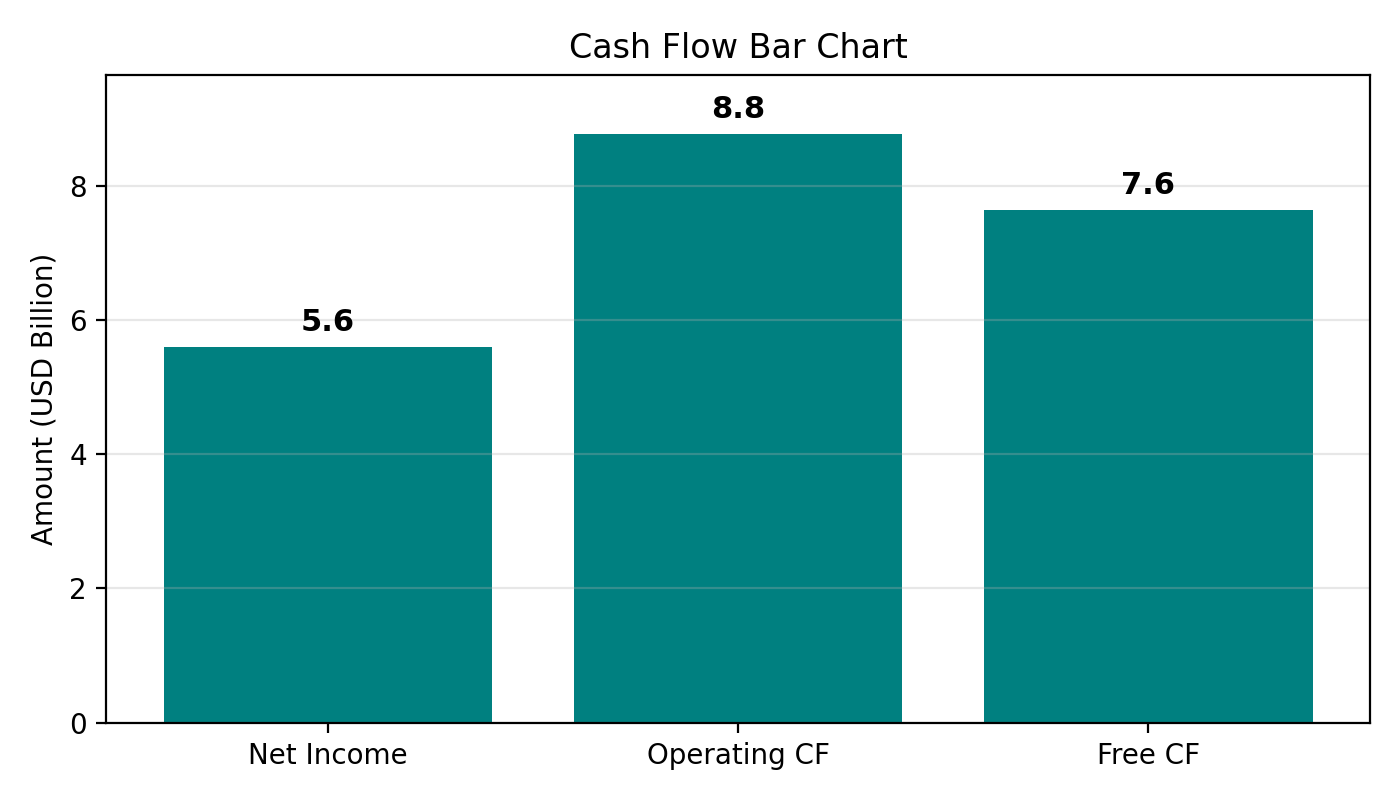 Cash Flow Bar Chart
Amount (USD Billion)
8
6
4
2
0
5.6
8.8
7.6
Net Income
Operating CF
Free CF